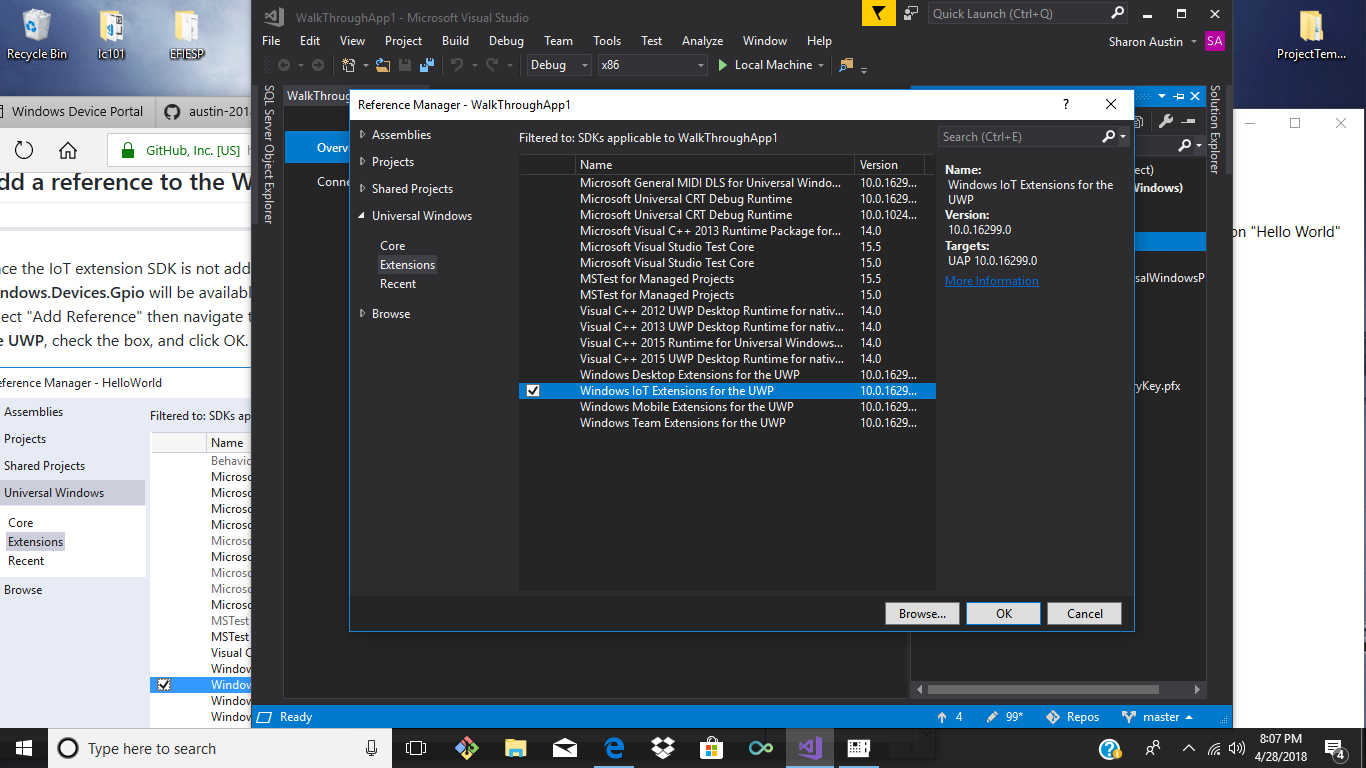 Recycle Bin
lc101
EFIESP
ProjectTem...
WalkThroughApp1 - Microsoft Visual Studio
Quick Launch (Ctrl+Q)
File Edit View Project Build Debug Team Tools Test Analyze Window Help
Sharon Austin
SA
Debug x86 Local Machine
Windows Device Portal
austin-201
GitHub, Inc. [US]
dd a reference to the W
ce the IoT extension SDK is not add
ndows.Devices.Gpio will be availab
ect "Add Reference" then navigate t
e UWP, check the box, and click OK.
eference Manager - HelloWorld
Assemblies
Projects
Shared Projects
Universal Windows
Core
Extensions
Recent
Browse
Filtered to: SDKs ap
Name
Behavio
Microso
Microso
Microso
Microso
Microso
Microso
Microso
Microso
Microso
MSTest
MSTest
Visual C
Window
Window
Window
Window
SQL Server Object Explorer
WalkThroug
Overv
Conne
Reference Manager - WalkThroughApp1
?
Assemblies
Projects
Shared Projects
Universal Windows
Core
Extensions
Recent
Browse
Filtered to: SDKs applicable to WalkThroughApp1
Search (Ctrl+E)
Name Version
Microsoft General MIDI DLS for Universal Windo... 10.0.1629...
Microsoft Universal CRT Debug Runtime 10.0.1629...
Microsoft Universal CRT Debug Runtime 10.0.1024...
Microsoft Visual C++ 2013 Runtime Package for... 14.0
Microsoft Visual Studio Test Core 15.5
Microsoft Visual Studio Test Core 15.0
MSTest for Managed Projects 15.5
MSTest for Managed Projects 15.0
Visual C++ 2012 UWP Desktop Runtime for nativ... 14.0
Visual C++ 2013 UWP Desktop Runtime for nativ... 14.0
Visual C++ 2015 Runtime for Universal Windows... 14.0
Visual C++ 2015 UWP Desktop Runtime for nativ... 14.0
Windows Desktop Extensions for the UWP 10.0.1629...
Windows IoT Extensions for the UWP 10.0.1629...
Windows Mobile Extensions for the UWP 10.0.1629...
Windows Team Extensions for the UWP 10.0.1629...
Name:
Windows IoT Extensions for the
UWP
Version:
10.0.16299.0
Targets:
UAP 10.0.16299.0
More Information
Browse... OK Cancel
Solution Explorer
ect)
Windows)
salWindowsP
ryKey.pfx
on "Hello World"
Ready
4 99* Repos master
Type here to search
8:07 PM
4/28/2018
4